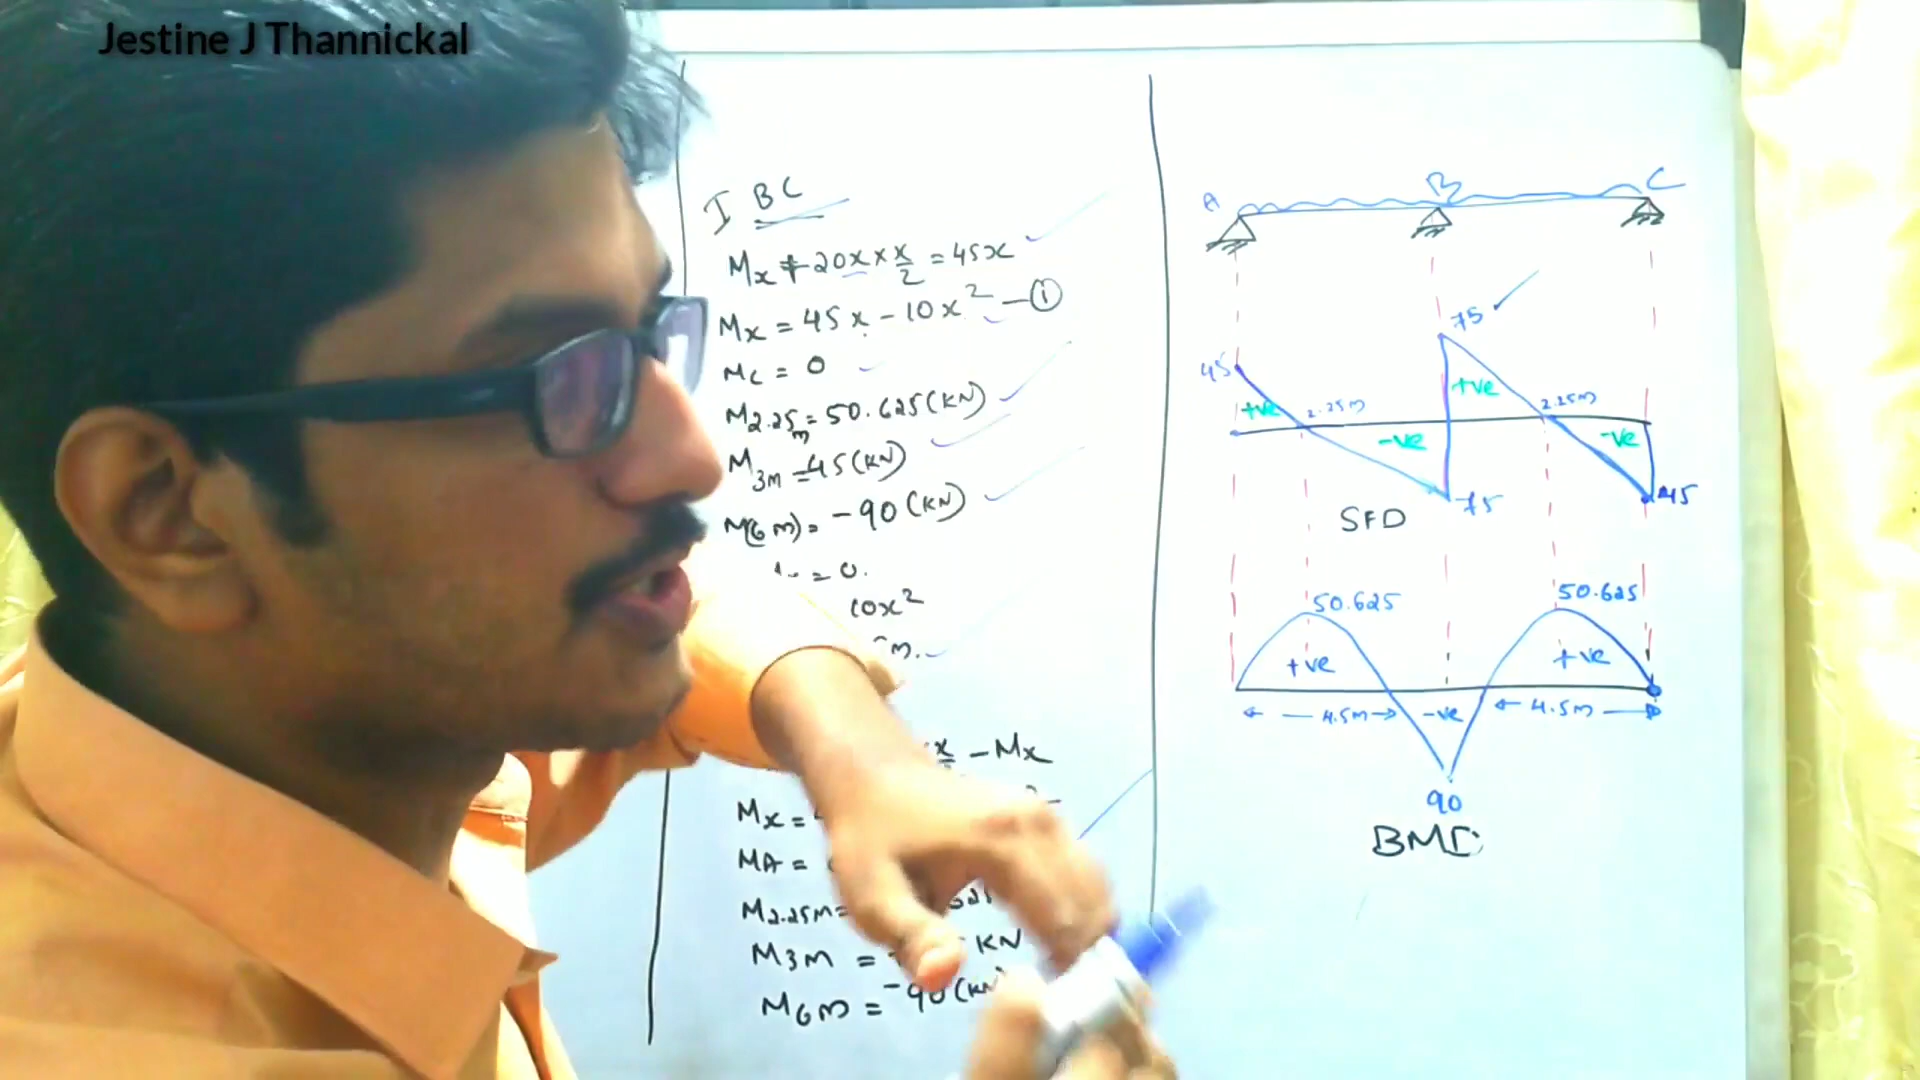 Jestine J Thannickal
I BC
Mx + 20x × x/2 = 45x
Mx = 45x - 10x² - ①
Mc = 0
M2.25m = 50.625 (KN)
M3m = 45 (KN)
M(6m) = -90 (KN)
= 0.
10x²
m.
x/2 - Mx
Mx =
MA =
M2.25m =
M3m = KN
M6m = -90 (KN)
A B C
75
45 +ve 2.25m +ve 2.25m
-ve -ve
-75 45
SFD
50.625 50.625
+ve +ve
4.5m -ve 4.5m
90
BMD